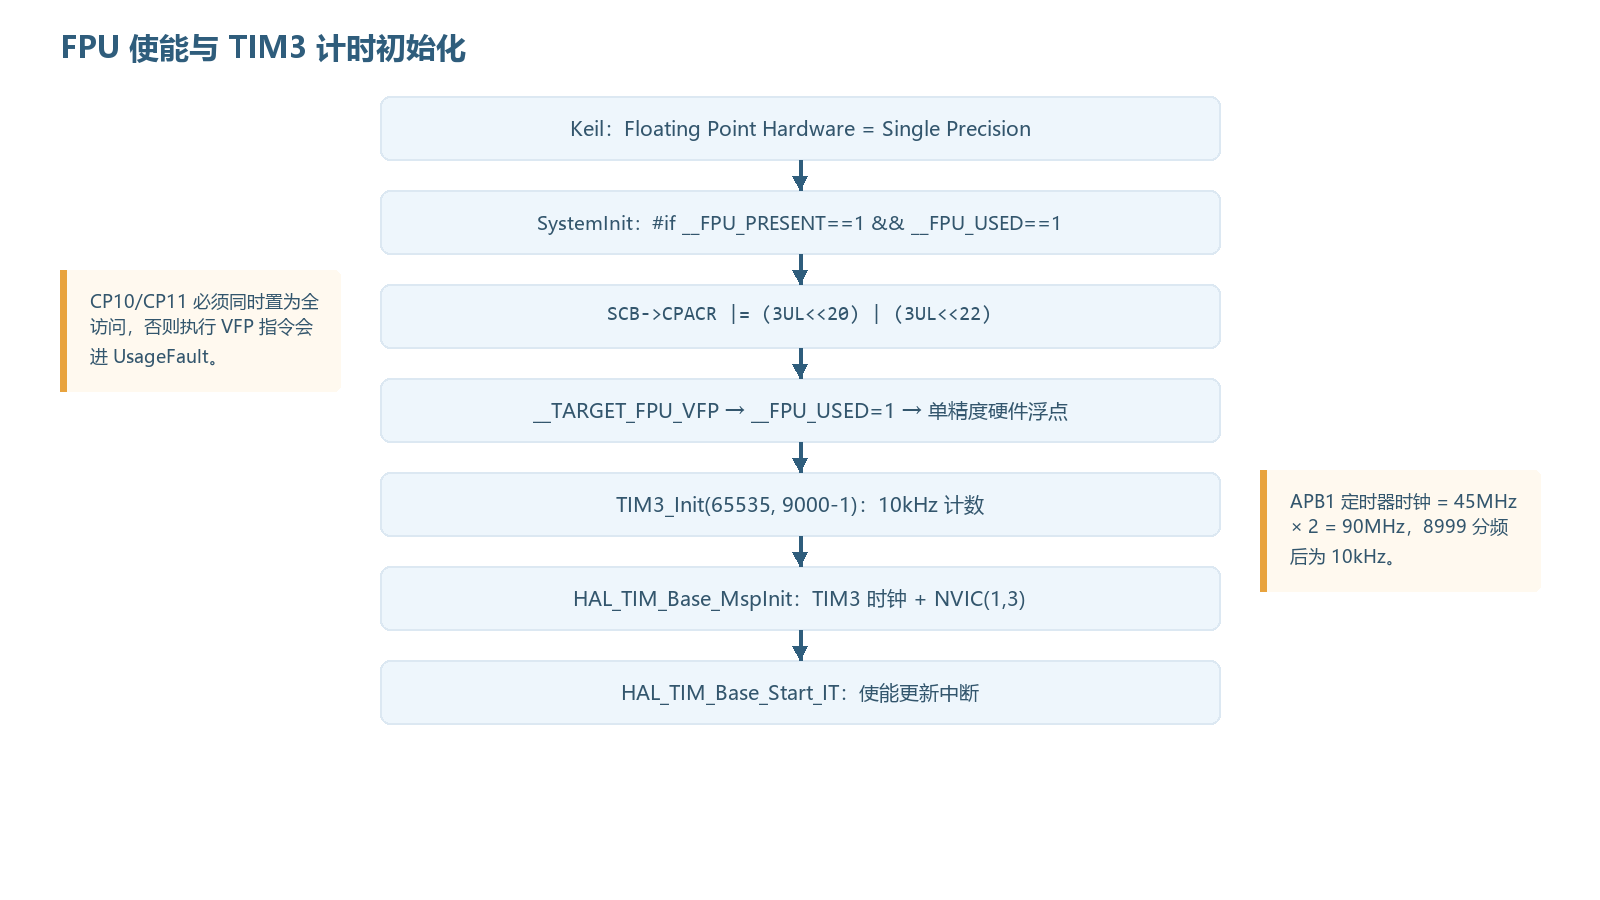 FPU 使能与 TIM3 计时初始化
Keil：Floating Point Hardware = Single Precision
SystemInit：#if __FPU_PRESENT==1 && __FPU_USED==1
CP10/CP11 必须同时置为全
访问，否则执行 VFP 指令会
进 UsageFault。
SCB->CPACR |= (3UL<<20) | (3UL<<22)
__TARGET_FPU_VFP → __FPU_USED=1 → 单精度硬件浮点
TIM3_Init(65535, 9000-1)：10kHz 计数
APB1 定时器时钟 = 45MHz
× 2 = 90MHz，8999 分频
后为 10kHz。
HAL_TIM_Base_MspInit：TIM3 时钟 + NVIC(1,3)
HAL_TIM_Base_Start_IT：使能更新中断